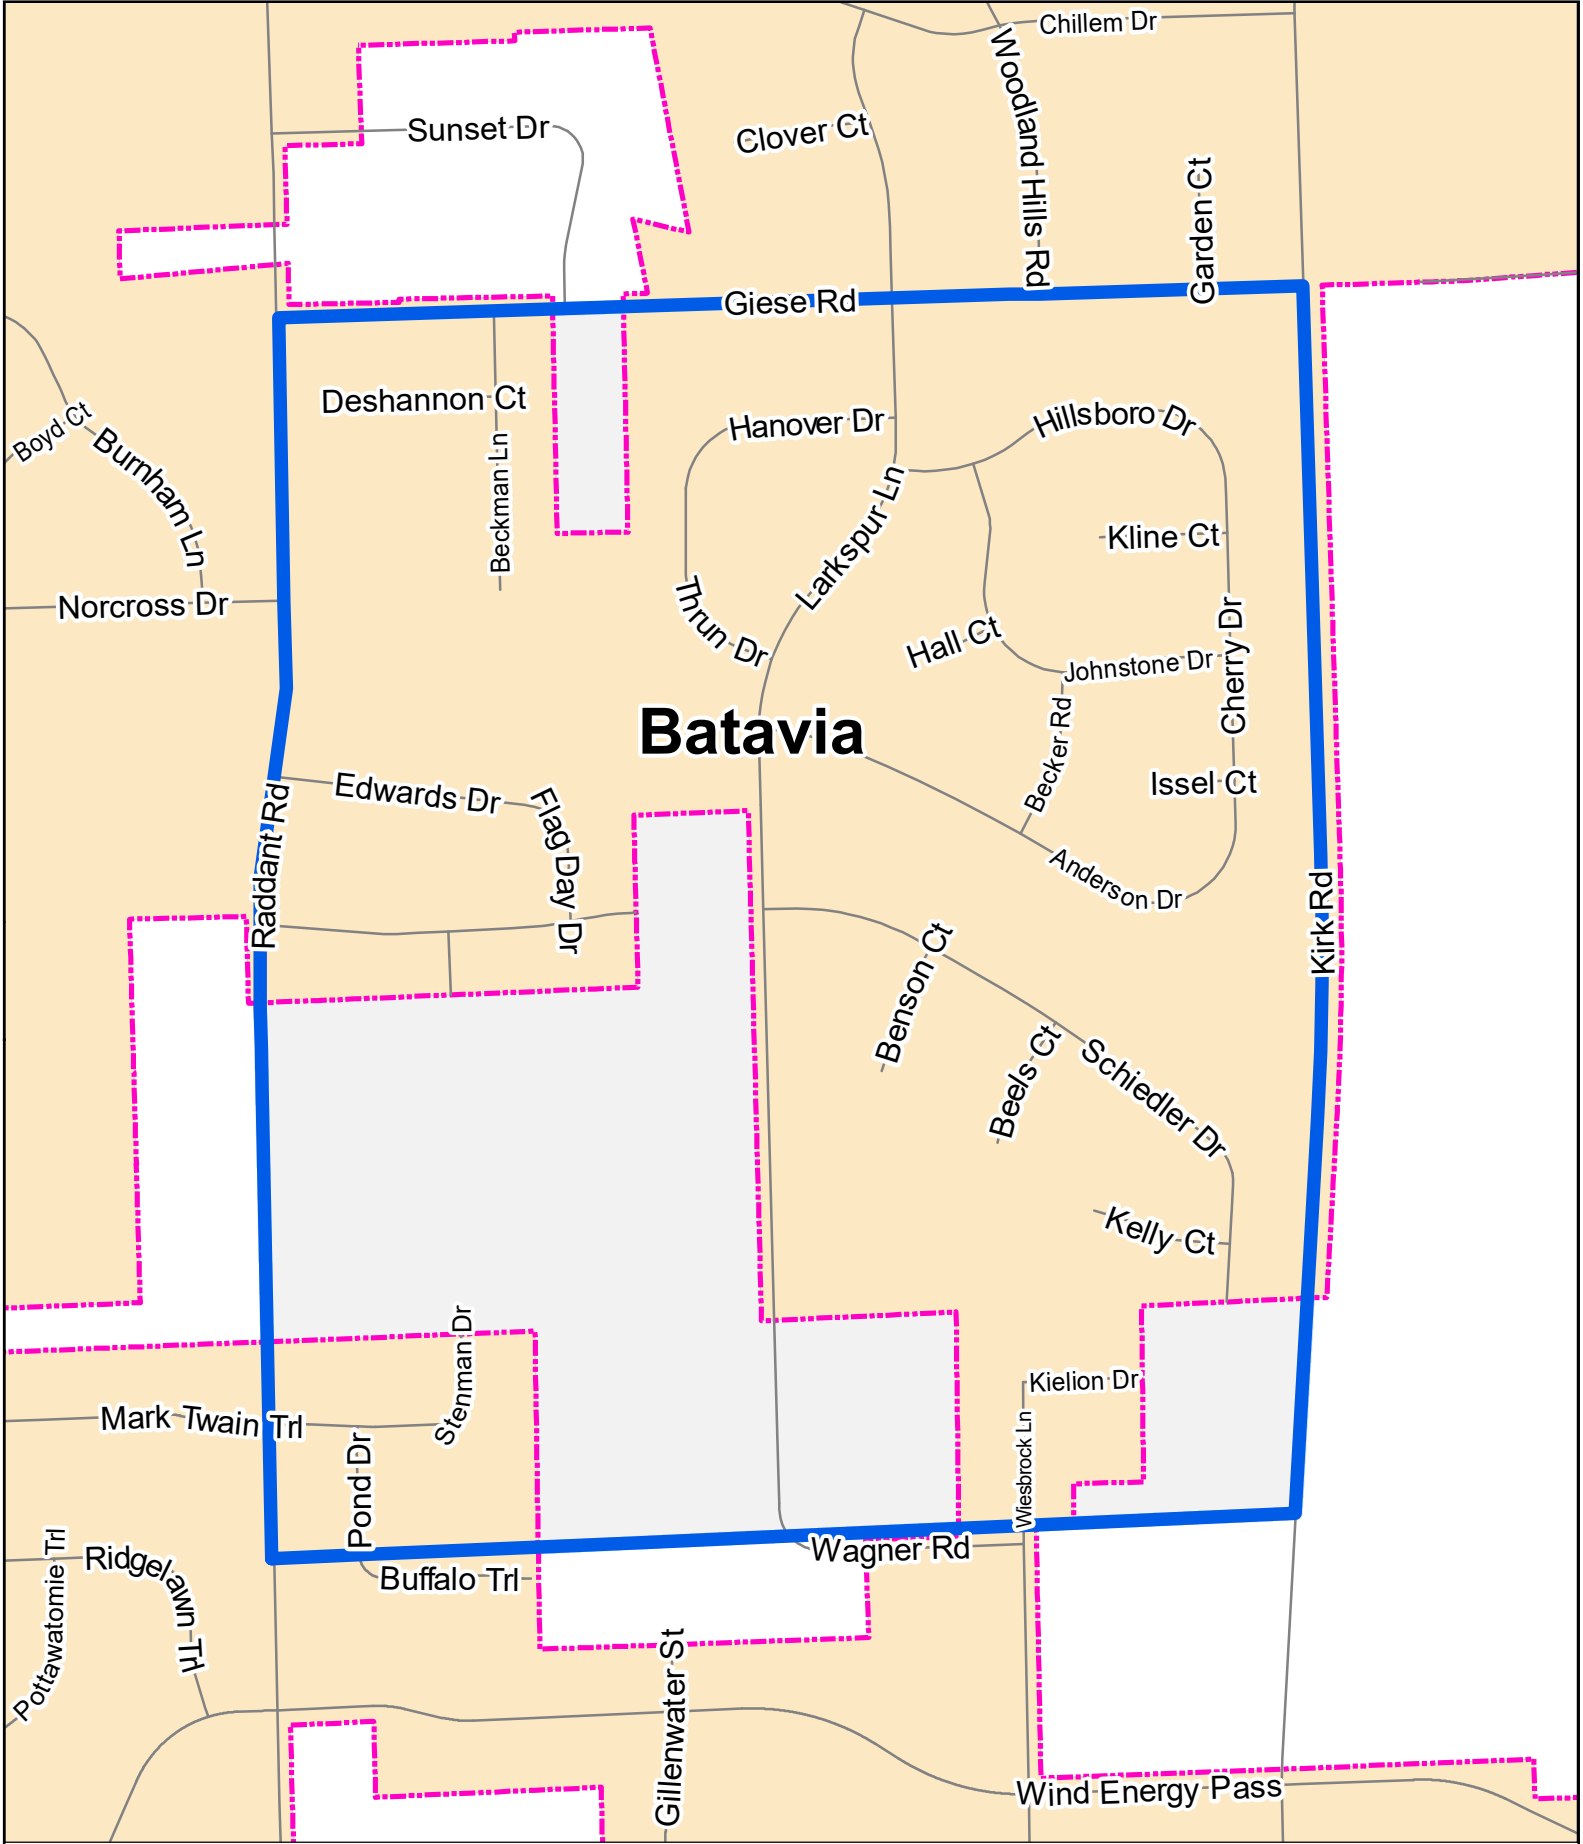 Chillem Dr
Woodland Hills Rd
Sunset Dr
Clover Ct
Garden Ct
Giese Rd
Deshannon Ct
Hanover Dr
Hillsboro Dr
Boyd Ct
Burnham Ln
Beckman Ln
Larkspur Ln
Kline Ct
Norcross Dr
Thrun Dr
Hall Ct
Johnstone Dr
Cherry Dr
Batavia
Becker Rd
Issel Ct
Edwards Dr
Flag Day Dr
Raddant Rd
Anderson Dr
Kirk Rd
Benson Ct
Beels Ct
Schiedler Dr
Kelly Ct
Stenman Dr
Kielion Dr
Mark Twain Trl
Pond Dr
Wiesbrock Ln
Wagner Rd
Pottawatomie Trl
Ridgelawn Trl
Buffalo Trl
Gillenwater St
Wind Energy Pass